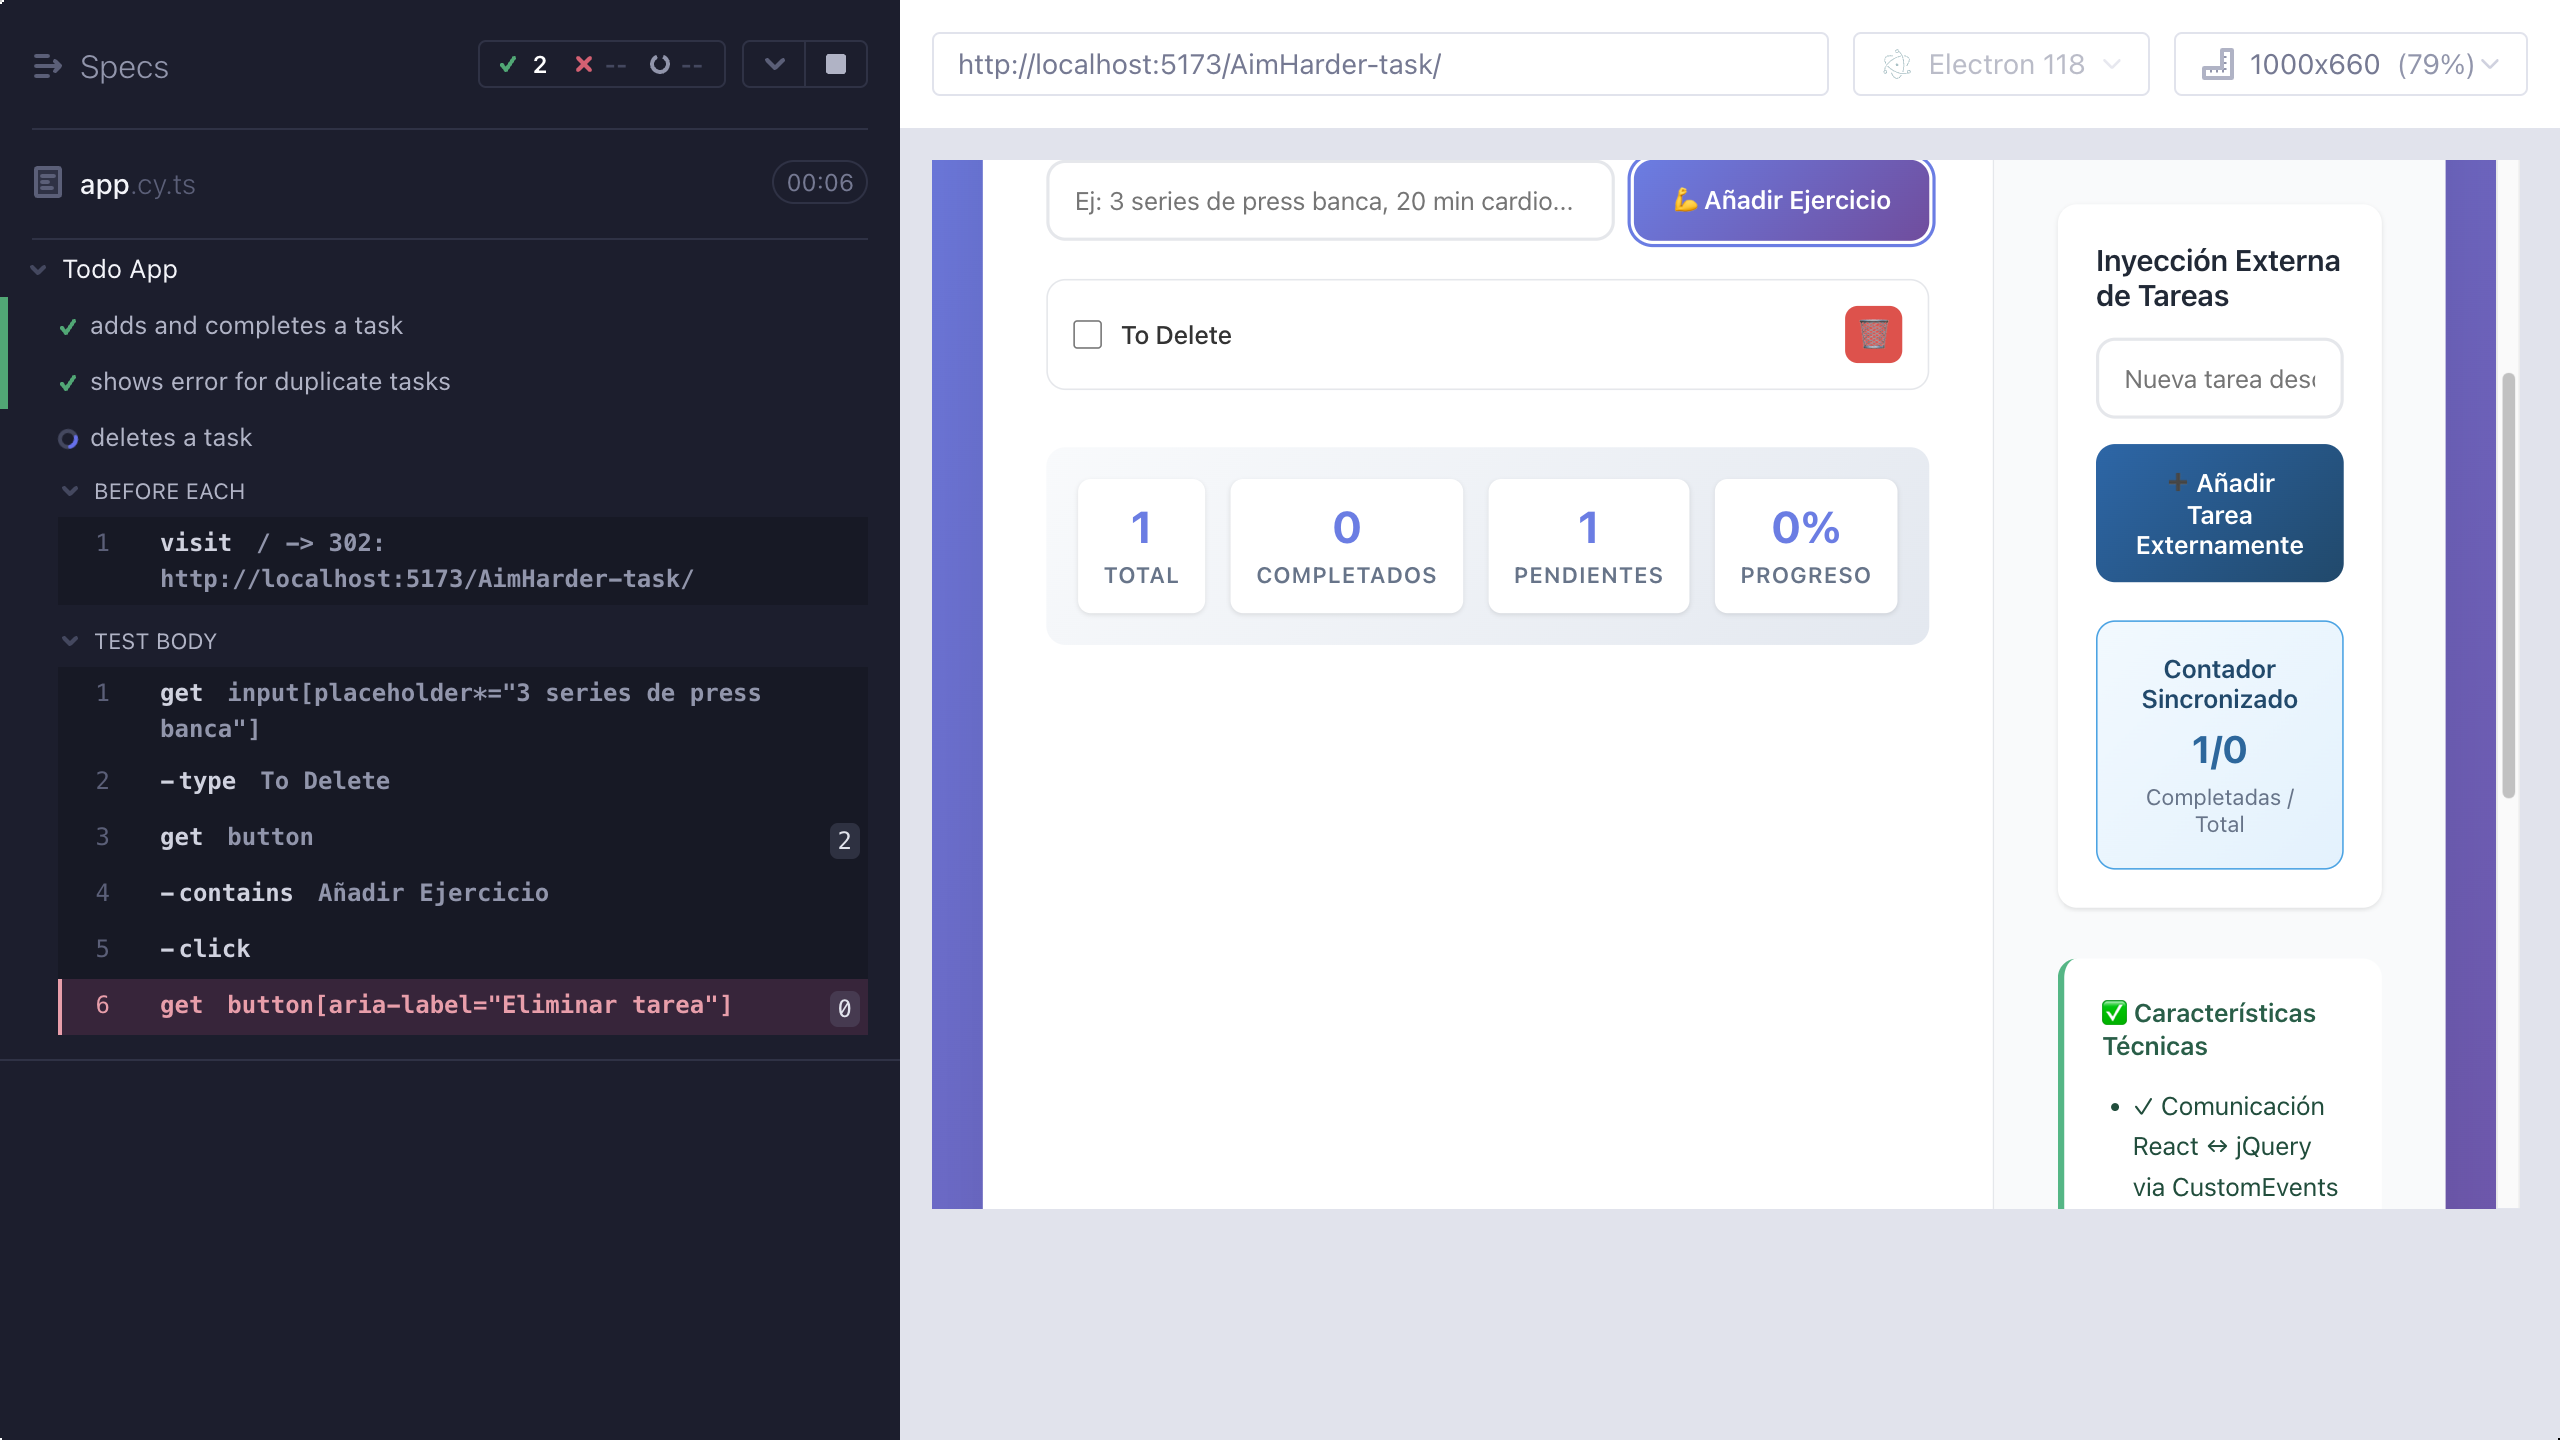 Specs
2
--
--
app.cy.ts
00:06
Todo App
adds and completes a task
shows error for duplicate tasks
deletes a task
BEFORE EACH
1 visit / -> 302:
http://localhost:5173/AimHarder-task/
TEST BODY
1 get input[placeholder*="3 series de press
banca"]
2 -type To Delete
3 get button 2
4 -contains Añadir Ejercicio
5 -click
6 get button[aria-label="Eliminar tarea"] 0
http://localhost:5173/AimHarder-task/
Electron 118
1000x660 (79%)
Ej: 3 series de press banca, 20 min cardio...
💪 Añadir Ejercicio
To Delete
1
TOTAL
0
COMPLETADOS
1
PENDIENTES
0%
PROGRESO
Inyección Externa
de Tareas
Nueva tarea desc
➕ Añadir
Tarea
Externamente
Contador
Sincronizado
1/0
Completadas /
Total
✅ Características
Técnicas
• ✓ Comunicación
React ↔ jQuery
via CustomEvents